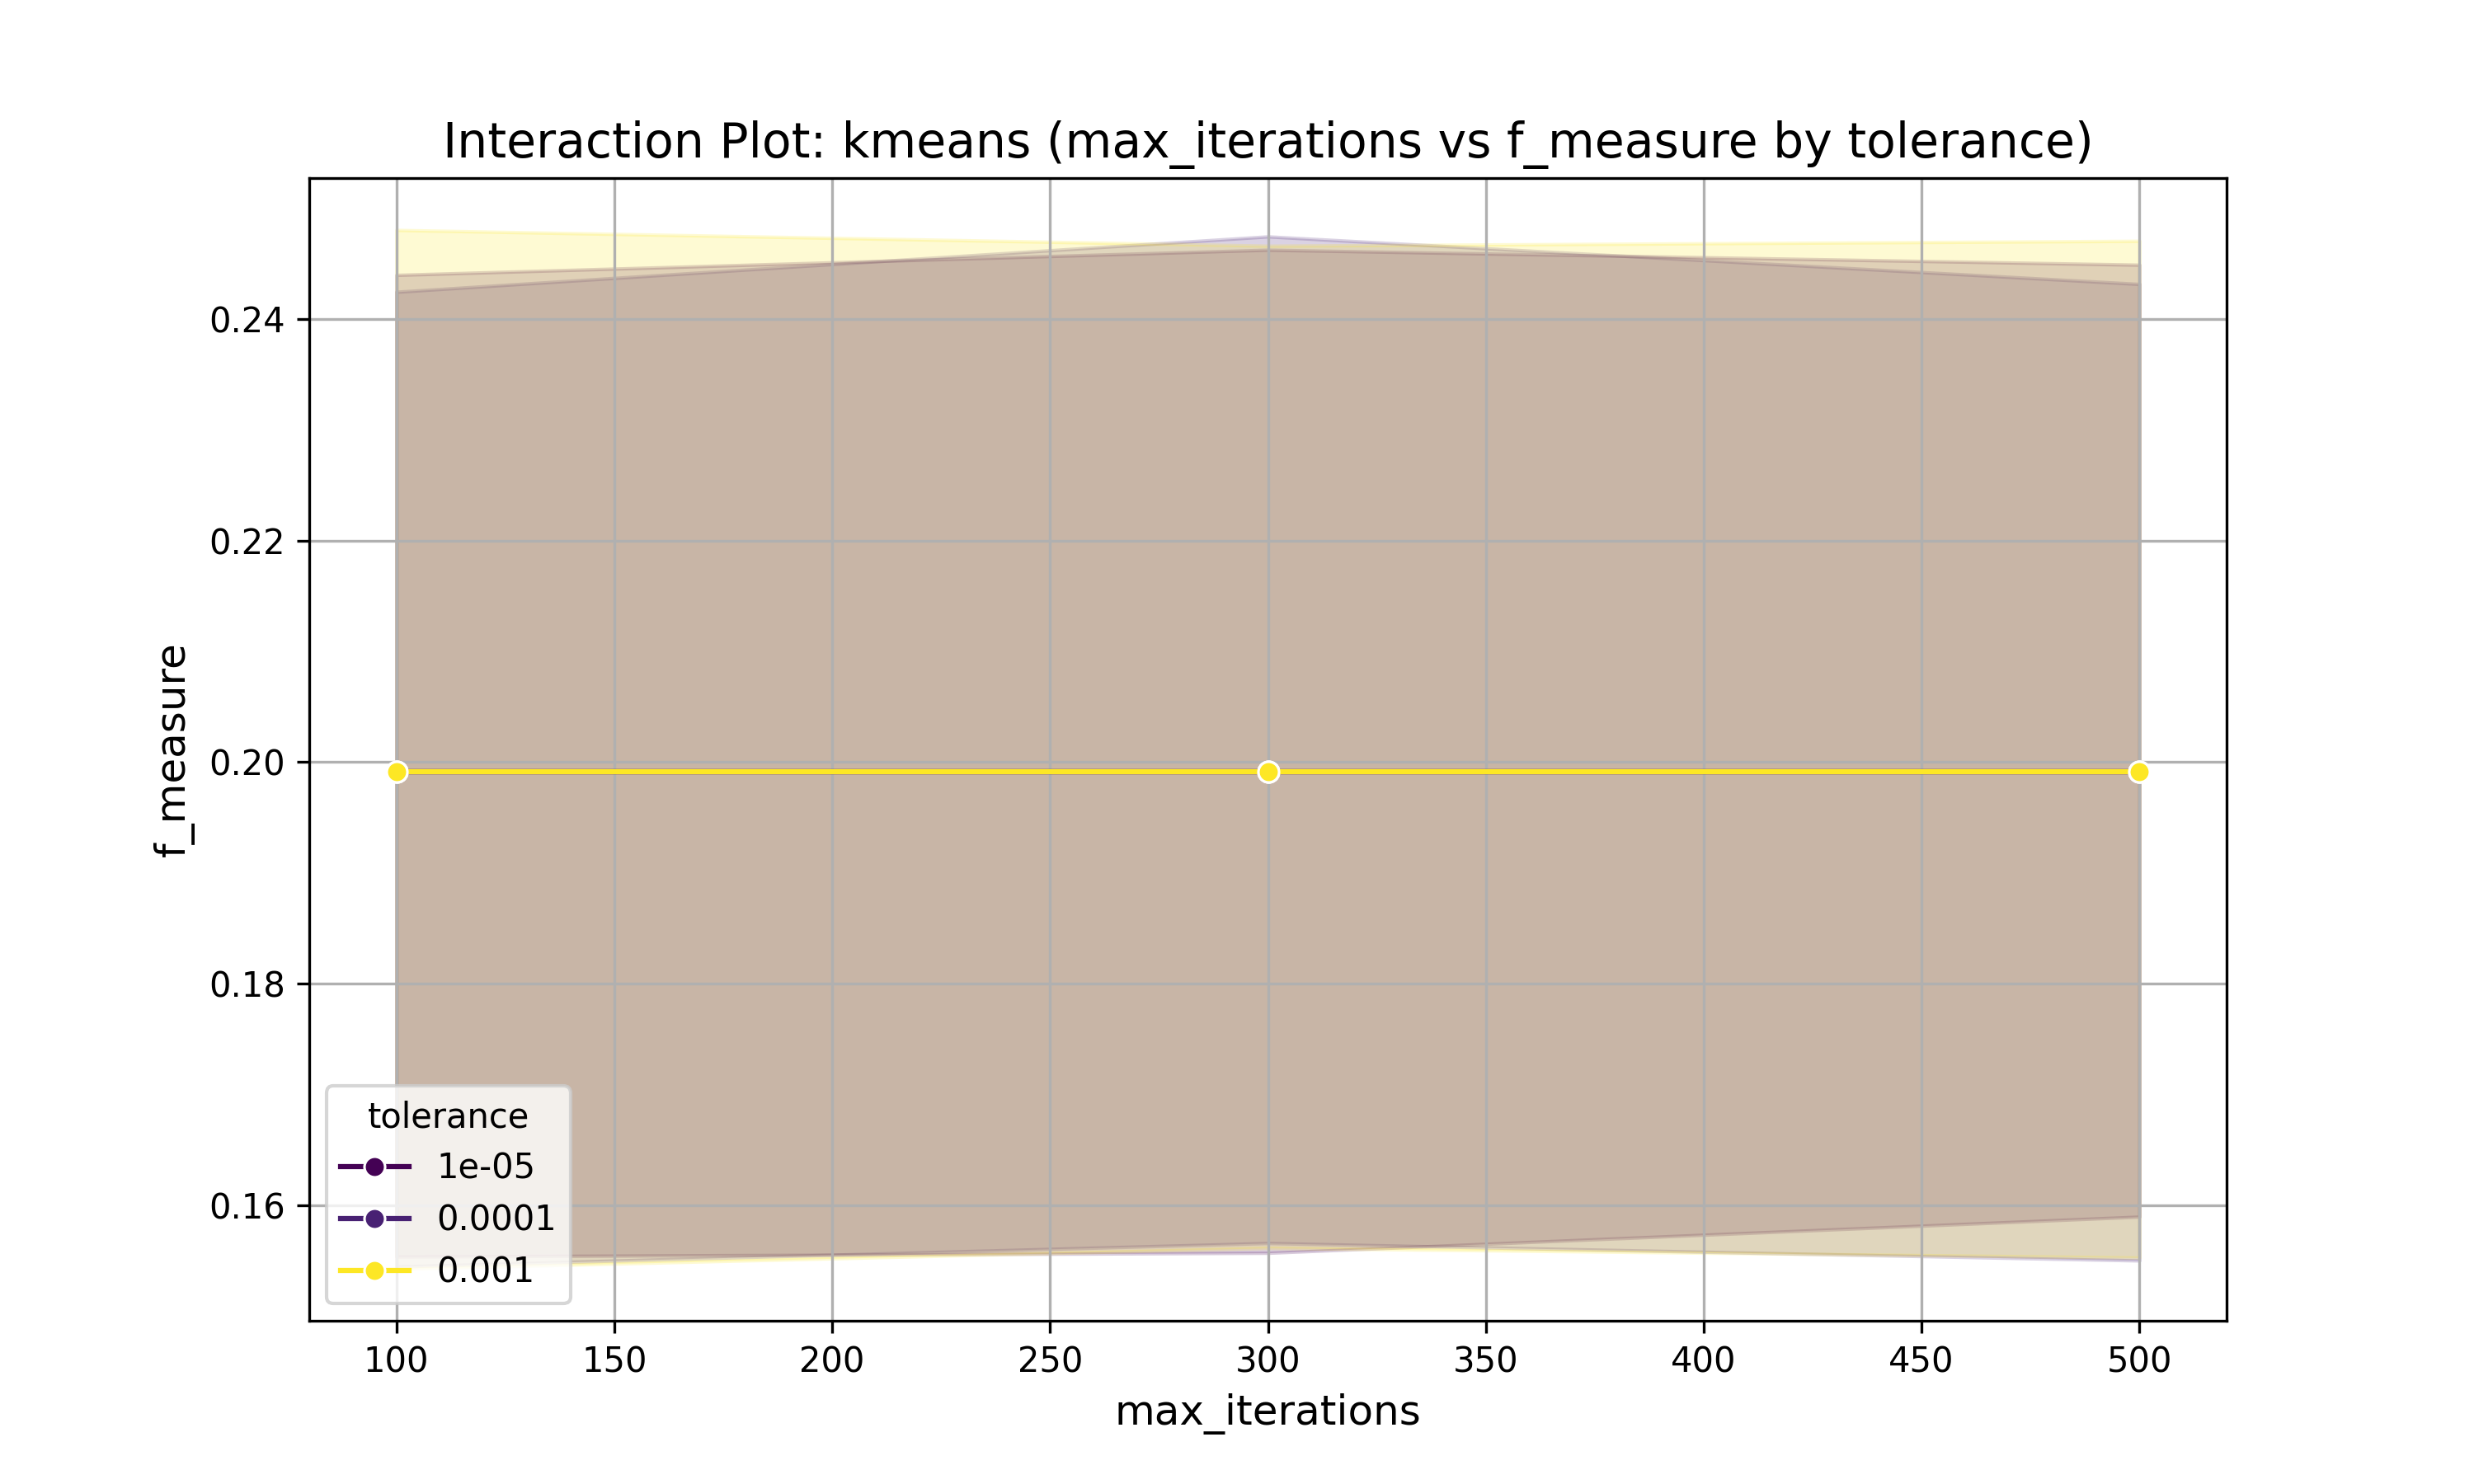 Interaction Plot: kmeans (max_iterations vs f_measure by tolerance)
f_measure
0.24
0.22
0.20
0.18
0.16
tolerance
1e-05
0.0001
0.001
100 150 200 250 300 350 400 450 500
max_iterations